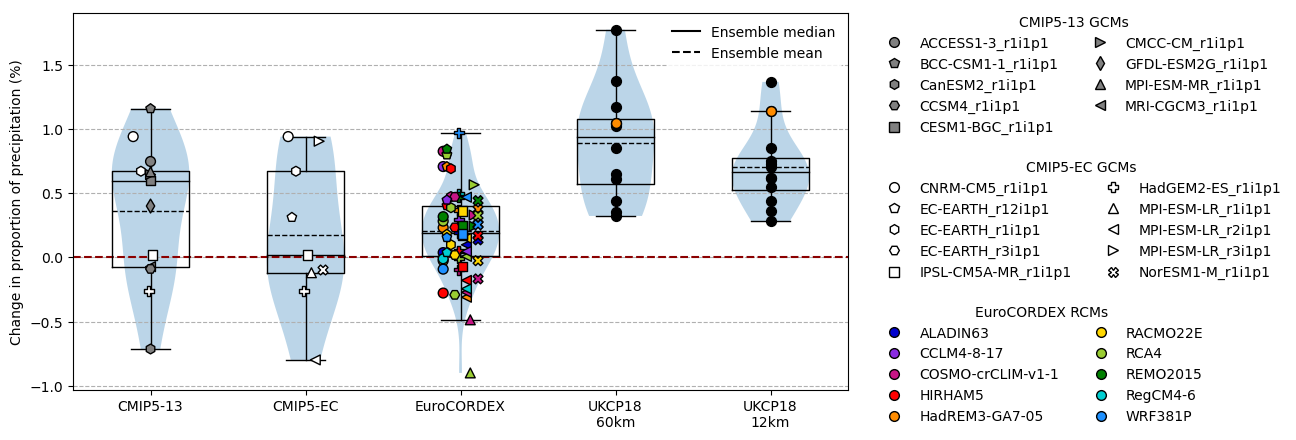 Change in proportion of precipitation (%)
1.5
1.0
0.5
0.0
−0.5
−1.0
CMIP5-13
CMIP5-EC
EuroCORDEX
UKCP18
60km
UKCP18
12km
Ensemble median
Ensemble mean
CMIP5-13 GCMs
ACCESS1-3_r1i1p1
BCC-CSM1-1_r1i1p1
CanESM2_r1i1p1
CCSM4_r1i1p1
CESM1-BGC_r1i1p1
CMCC-CM_r1i1p1
GFDL-ESM2G_r1i1p1
MPI-ESM-MR_r1i1p1
MRI-CGCM3_r1i1p1
CMIP5-EC GCMs
CNRM-CM5_r1i1p1
EC-EARTH_r12i1p1
EC-EARTH_r1i1p1
EC-EARTH_r3i1p1
IPSL-CM5A-MR_r1i1p1
HadGEM2-ES_r1i1p1
MPI-ESM-LR_r1i1p1
MPI-ESM-LR_r2i1p1
MPI-ESM-LR_r3i1p1
NorESM1-M_r1i1p1
EuroCORDEX RCMs
ALADIN63
CCLM4-8-17
COSMO-crCLIM-v1-1
HIRHAM5
HadREM3-GA7-05
RACMO22E
RCA4
REMO2015
RegCM4-6
WRF381P